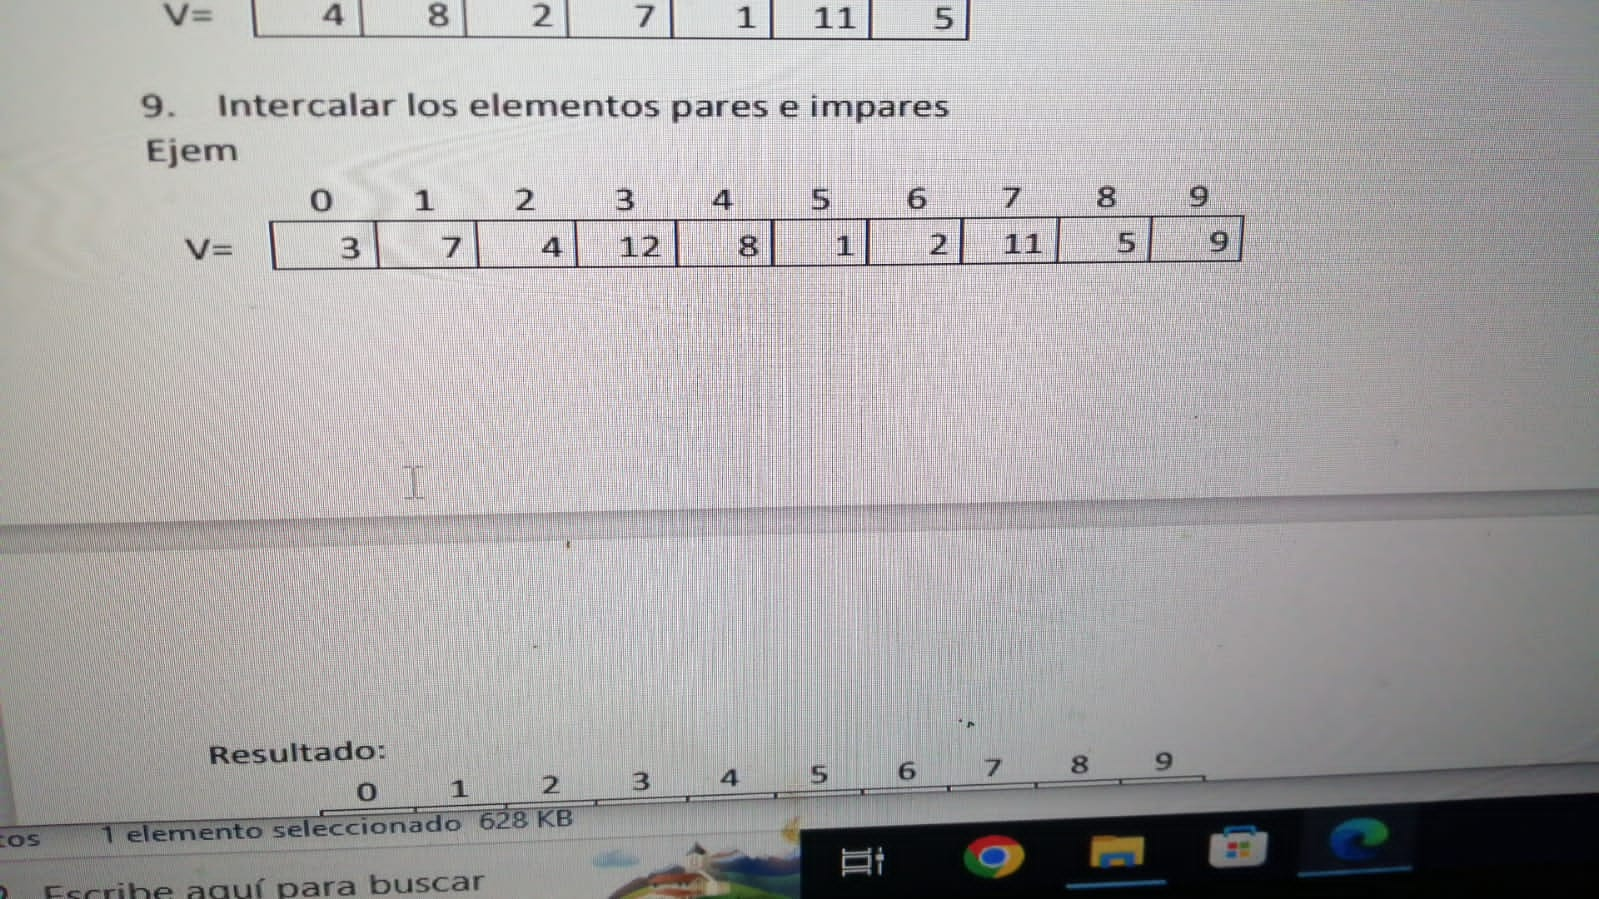 V= 4 8 2 7 1 11 5
9. Intercalar los elementos pares e impares
Ejem
0 1 2 3 4 5 6 7 8 9
V= 3 7 4 12 8 1 2 11 5 9
Resultado:
0 1 2 3 4 5 6 7 8 9
1 elemento seleccionado 628 KB
Escribe aquí para buscar